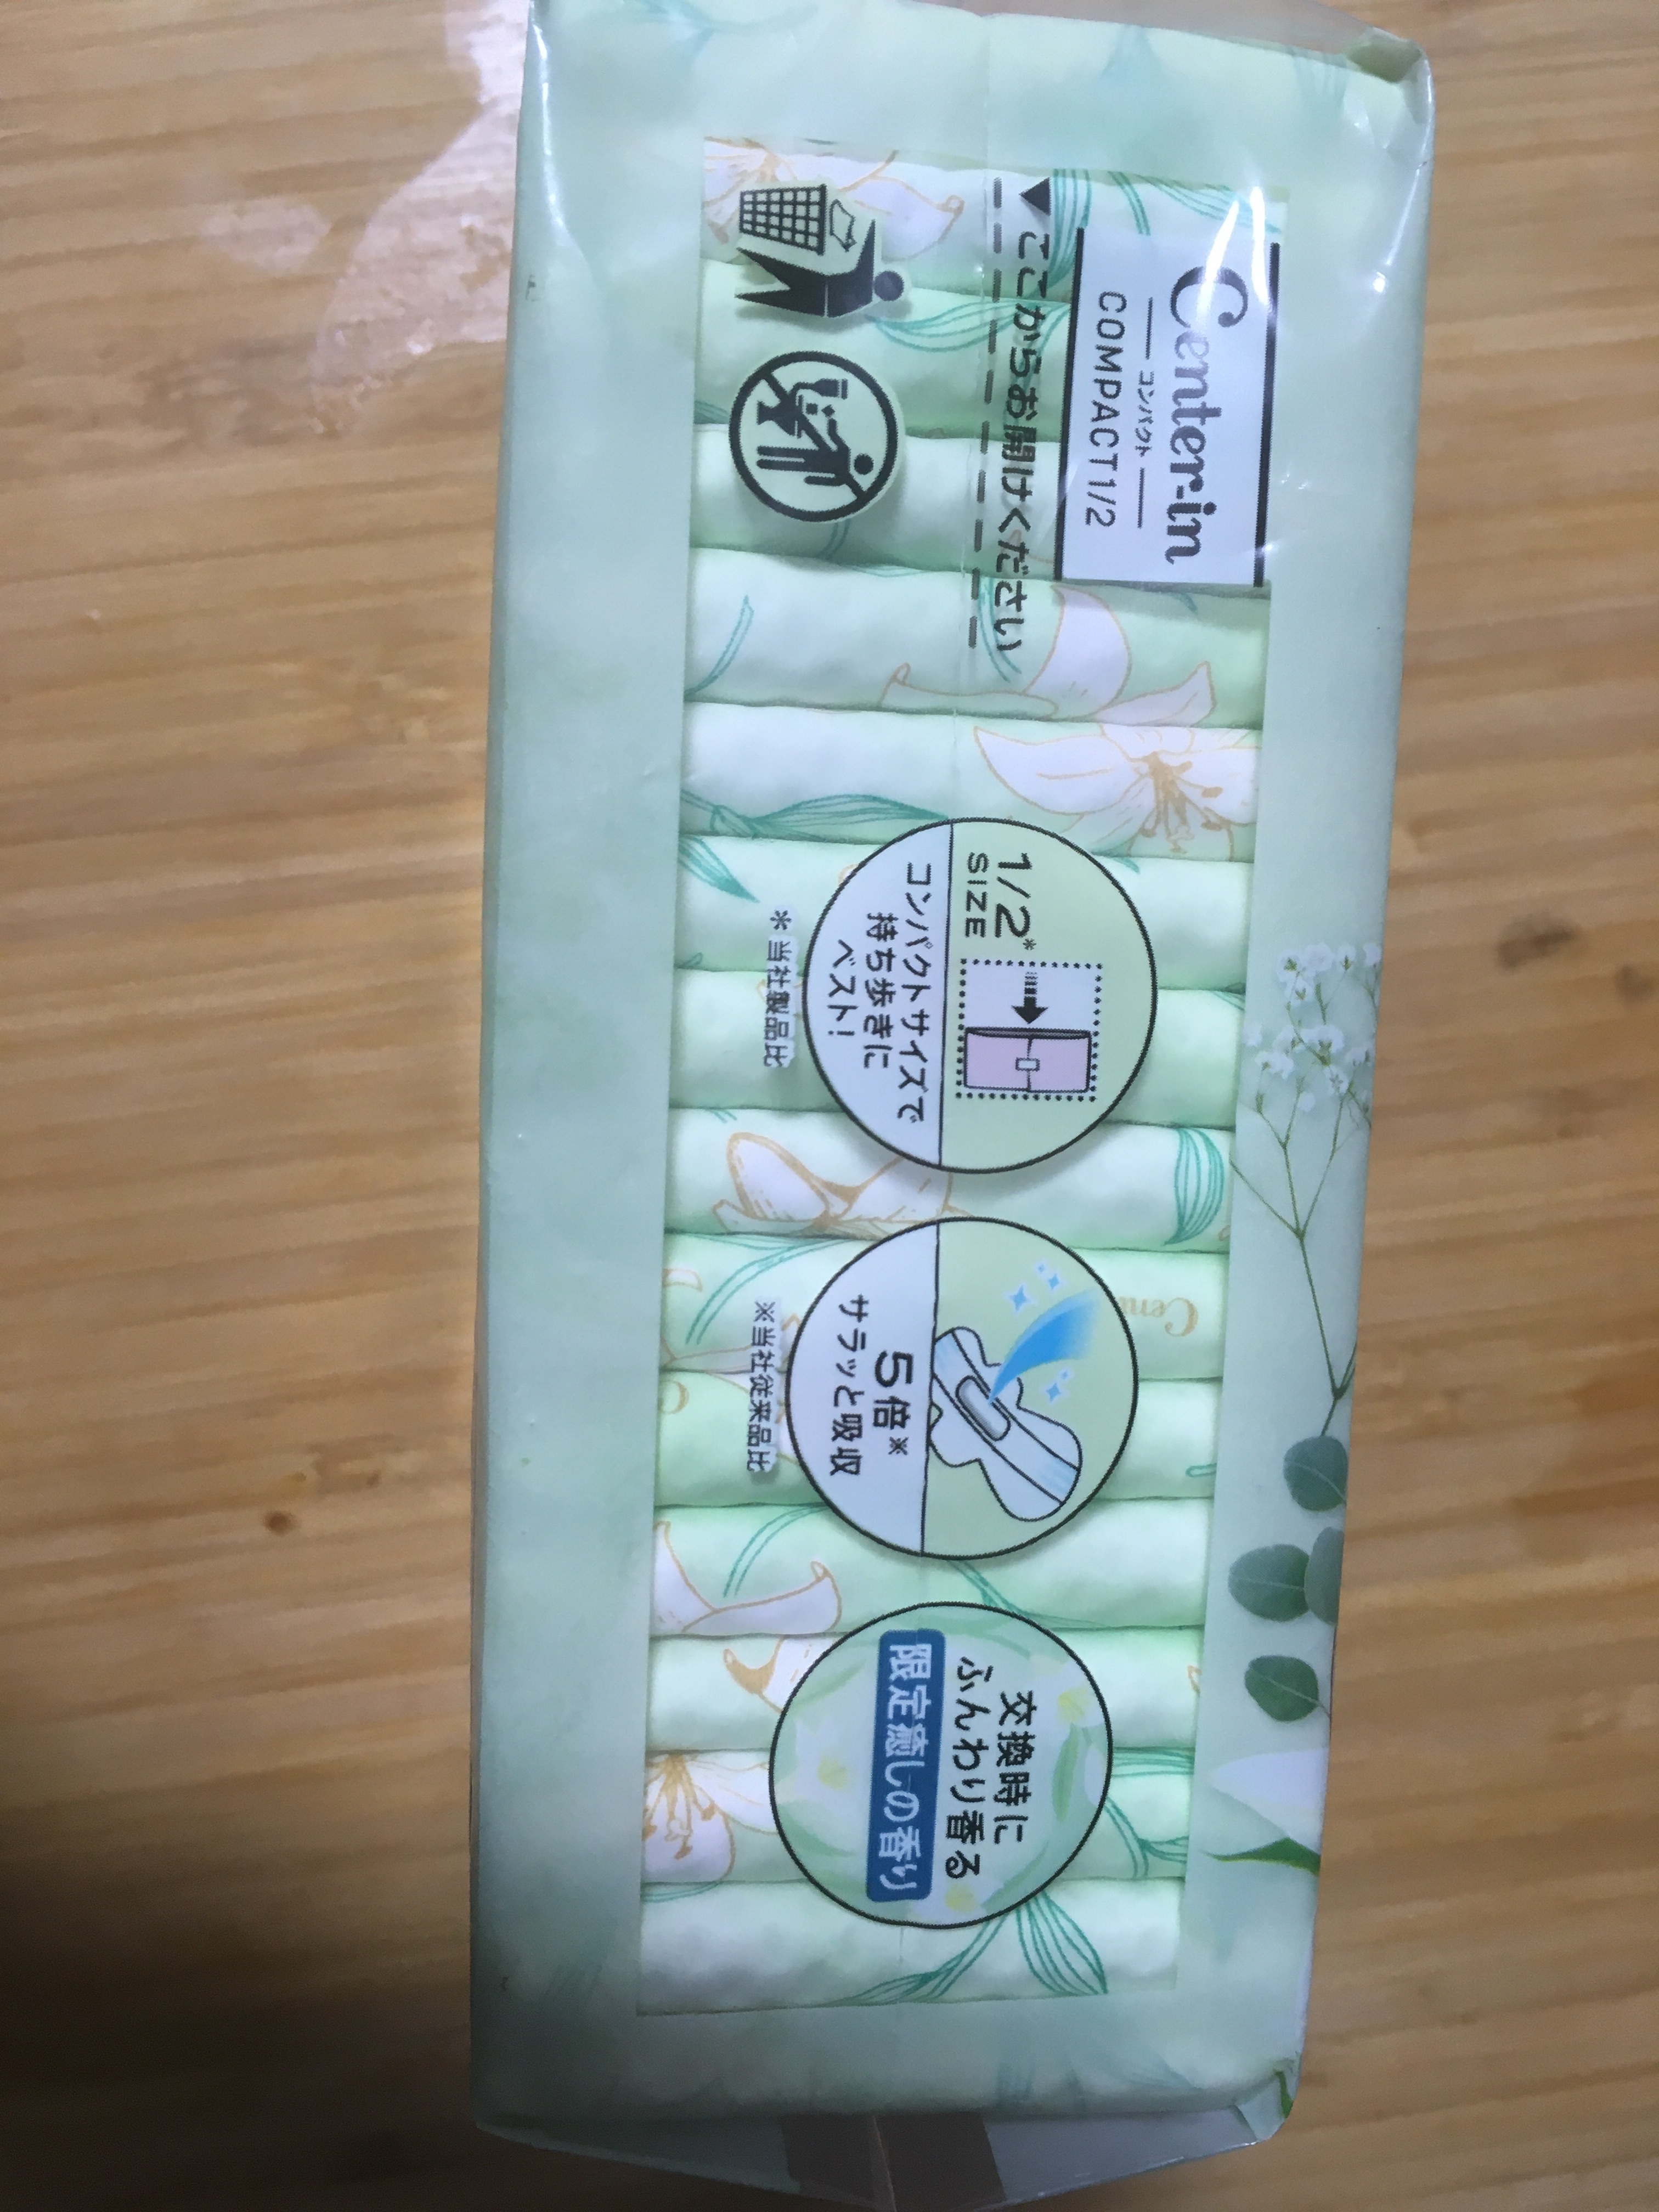 Center-in
コンパクト
COMPACT1/2
ここからお開けください
1/2*
SIZE
コンパクトサイズで
持ち歩きに
ベスト!
*当社製品比
5倍※
サラッと吸収
※当社従来品比
交換時に
ふんわり香る
限定癒しの香り
Cen
C